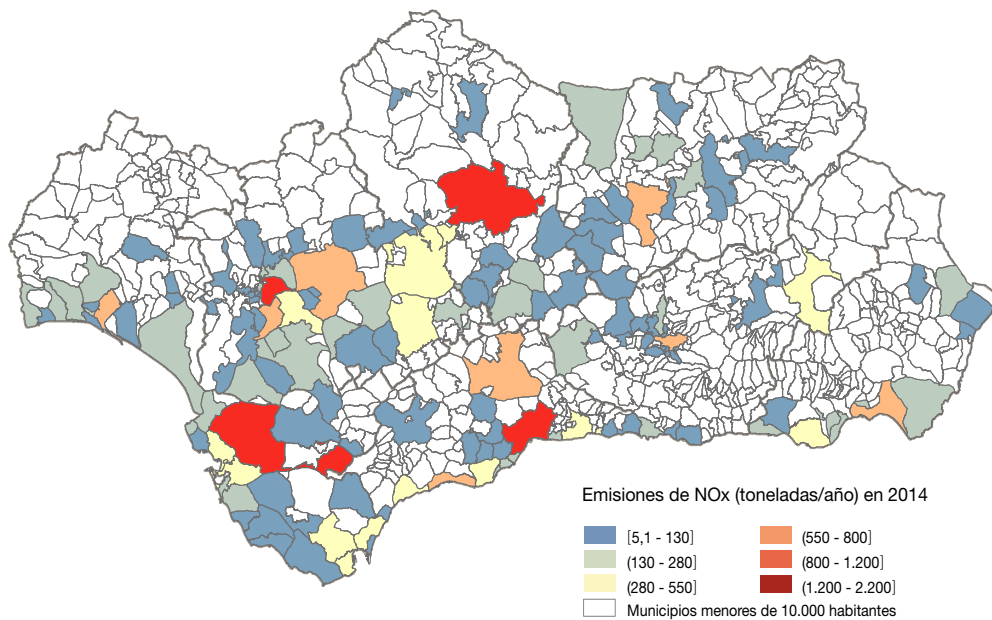 Emisiones de NOx (toneladas/año) en 2014
[5,1 - 130]
(130 - 280]
(280 - 550]
(550 - 800]
(800 - 1.200]
(1.200 - 2.200]
Municipios menores de 10.000 habitantes